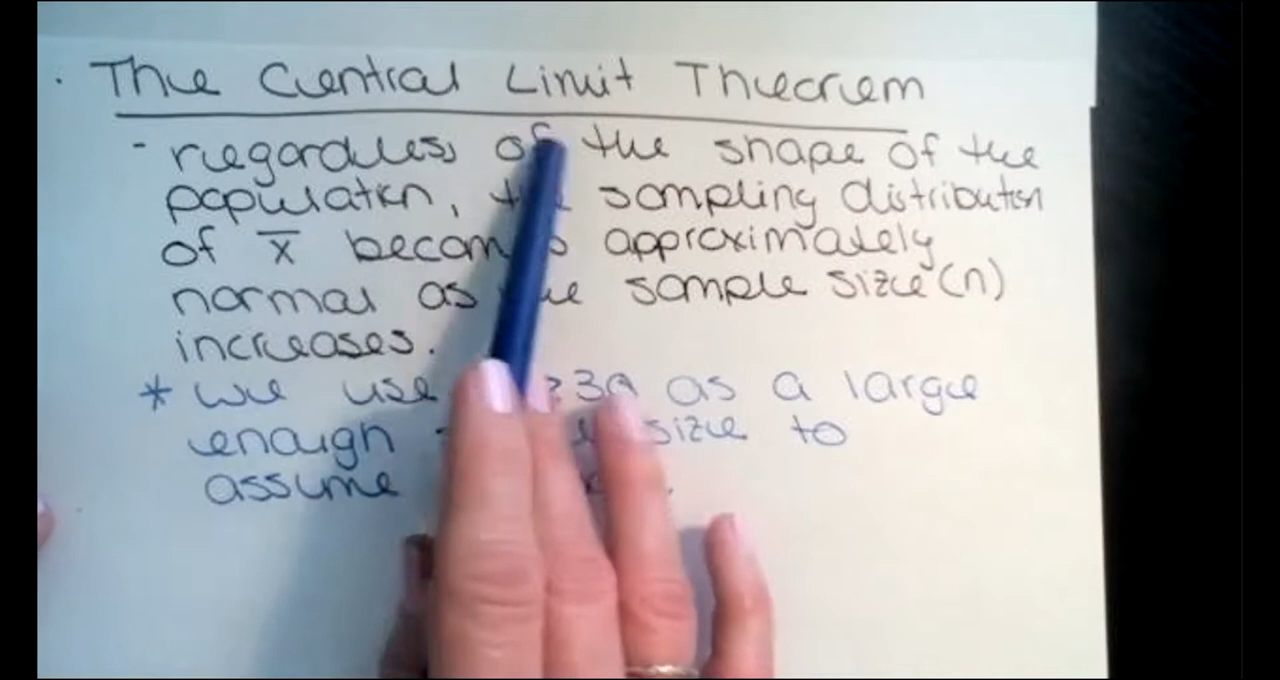 · The Central Limit Theorem
- regardless of the shape of the
population, the sampling distribution
of x̄ becomes approximately
normal as the sample size (n)
increases.
* we use ≥30 as a large
enough size to
assume